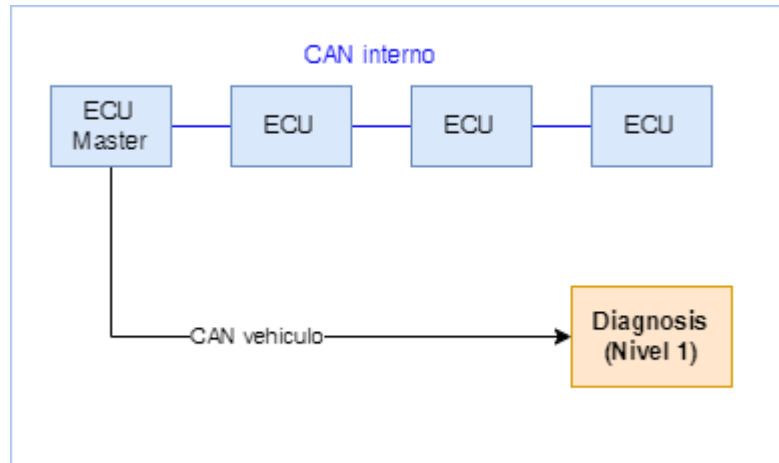 CAN interno
ECU
Master
ECU
ECU
ECU
CAN vehiculo
Diagnosis
(Nivel 1)